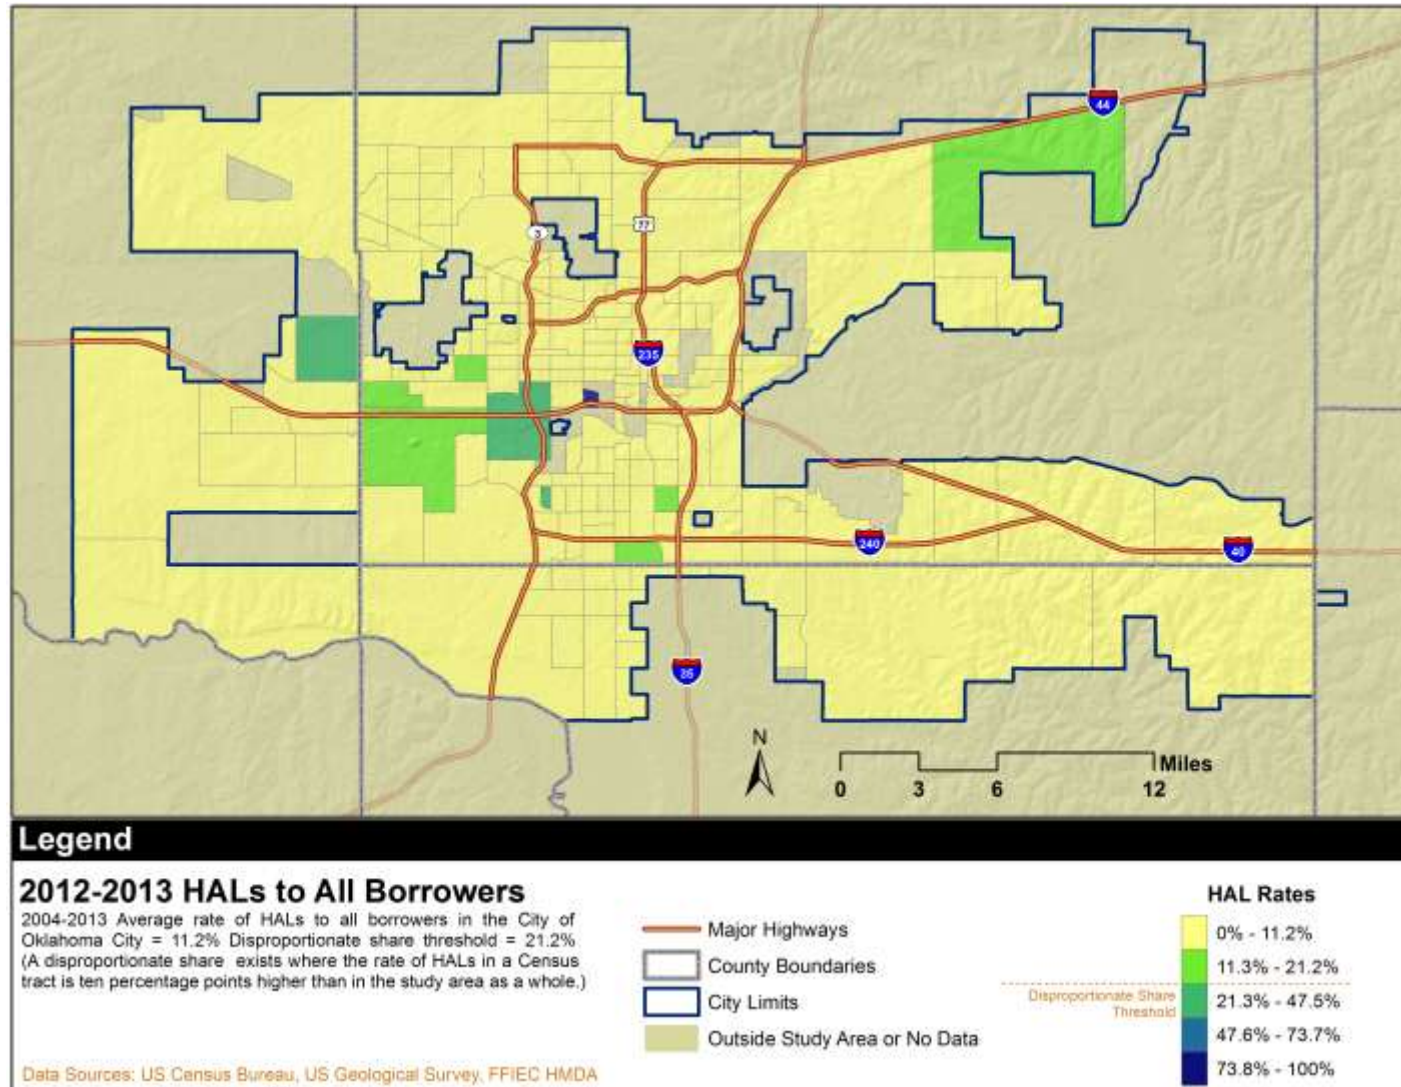 44
3
77
235
240
40
35
N
Miles
0 3 6 12
Legend
2012-2013 HALs to All Borrowers
2004-2013 Average rate of HALs to all borrowers in the City of
Oklahoma City = 11.2% Disproportionate share threshold = 21.2%
(A disproportionate share exists where the rate of HALs in a Census
tract is ten percentage points higher than in the study area as a whole.)
Data Sources: US Census Bureau, US Geological Survey, FFIEC HMDA
Major Highways
County Boundaries
City Limits
Outside Study Area or No Data
HAL Rates
0% - 11.2%
11.3% - 21.2%
Disproportionate Share
Threshold
21.3% - 47.5%
47.6% - 73.7%
73.8% - 100%